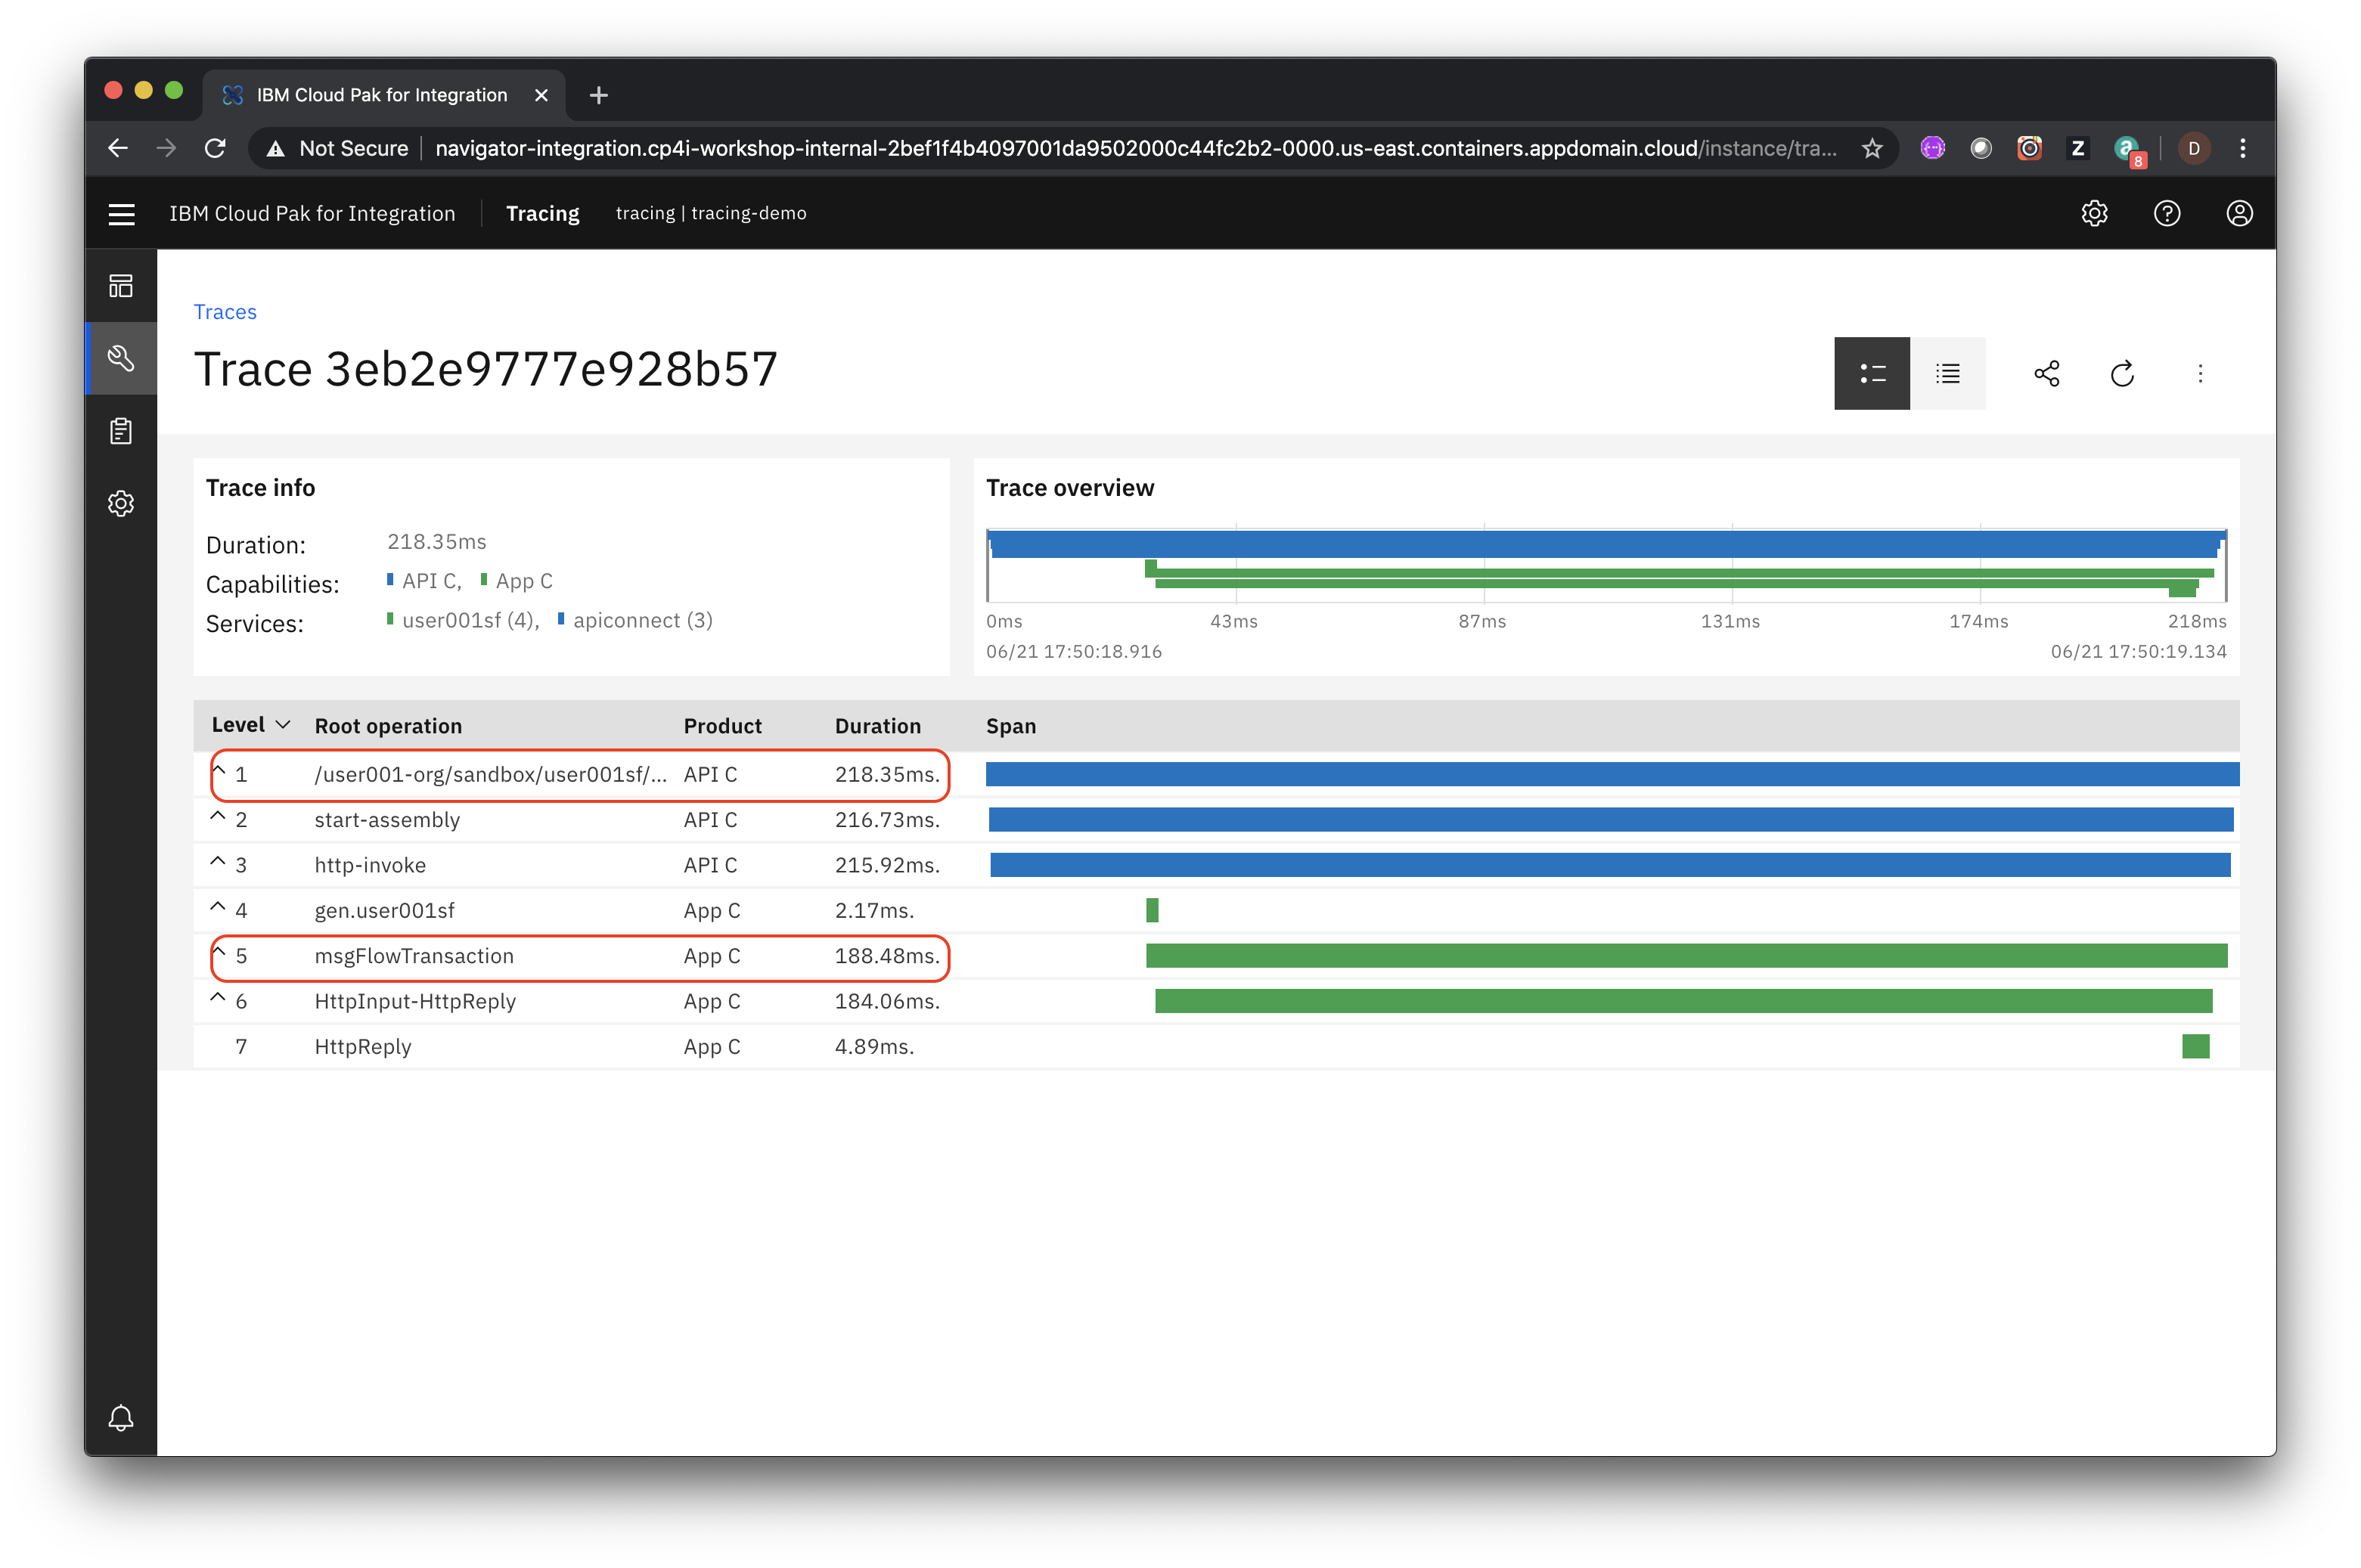 IBM Cloud Pak for Integration
Not Secure navigator-integration.cp4i-workshop-internal-2bef1f4b4097001da9502000c44fc2b2-0000.us-east.containers.appdomain.cloud/instance/tra...
Z a 8 D
IBM Cloud Pak for Integration Tracing tracing | tracing-demo
Traces
Trace 3eb2e9777e928b57
Trace info
Duration: 218.35ms
Capabilities: API C, App C
Services: user001sf (4), apiconnect (3)
Trace overview
0ms 43ms 87ms 131ms 174ms 218ms
06/21 17:50:18.916 06/21 17:50:19.134
Level Root operation Product Duration Span
1 /user001-org/sandbox/user001sf/... API C 218.35ms.
2 start-assembly API C 216.73ms.
3 http-invoke API C 215.92ms.
4 gen.user001sf App C 2.17ms.
5 msgFlowTransaction App C 188.48ms.
6 HttpInput-HttpReply App C 184.06ms.
7 HttpReply App C 4.89ms.